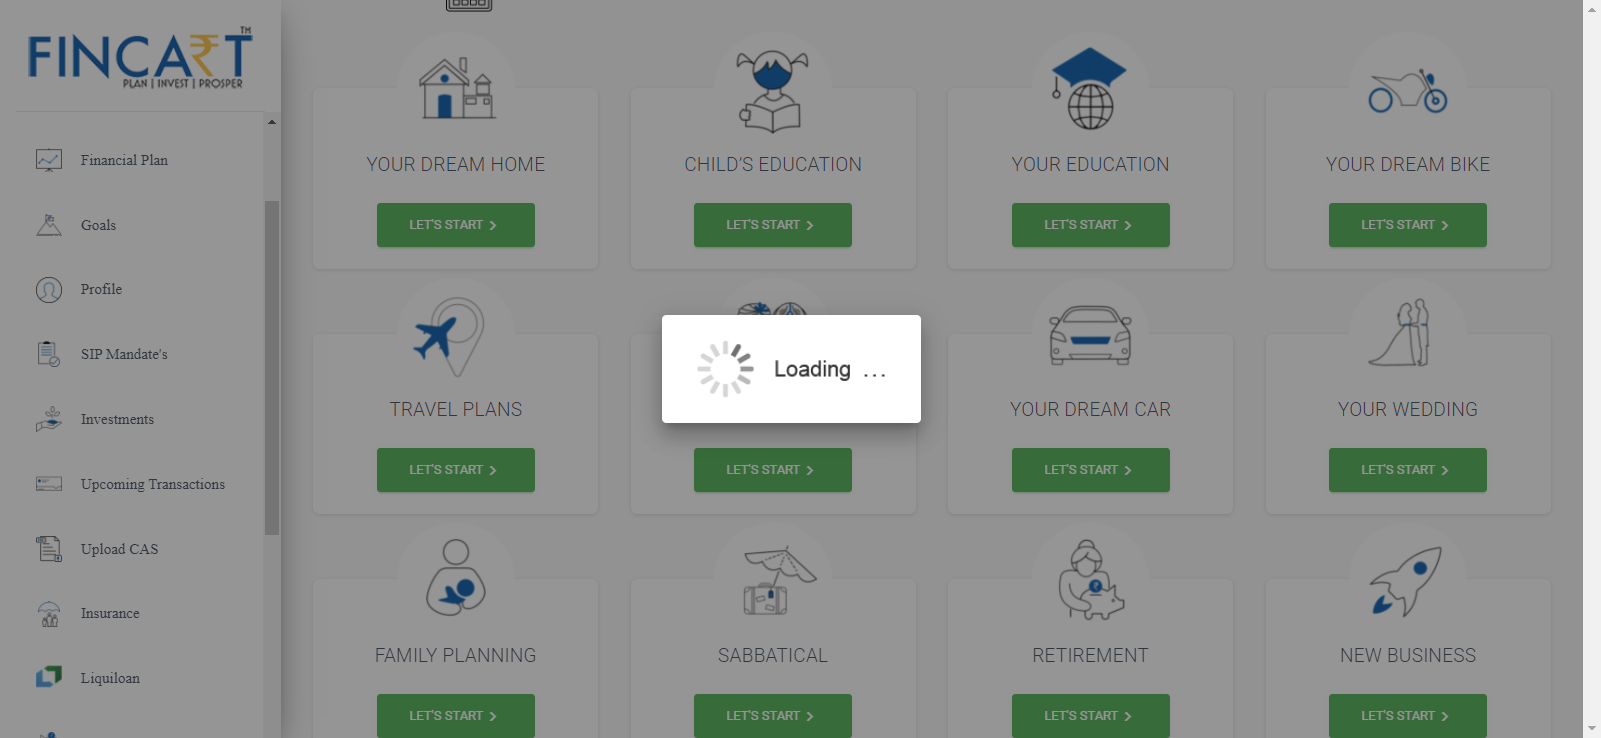 FINCART TM
PLAN | INVEST | PROSPER
Financial Plan
Goals
Profile
SIP Mandate's
Investments
Upcoming Transactions
Upload CAS
Insurance
Liquiloan
YOUR DREAM HOME
LET'S START
CHILD'S EDUCATION
LET'S START
YOUR EDUCATION
LET'S START
YOUR DREAM BIKE
LET'S START
TRAVEL PLANS
LET'S START
Loading ...
LET'S START
YOUR DREAM CAR
LET'S START
YOUR WEDDING
LET'S START
FAMILY PLANNING
LET'S START
SABBATICAL
LET'S START
RETIREMENT
LET'S START
NEW BUSINESS
LET'S START